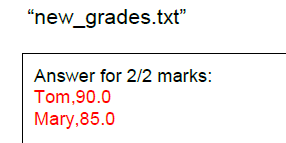 “new_grades.txt”
Answer for 2/2 marks:
Tom,90.0
Mary,85.0